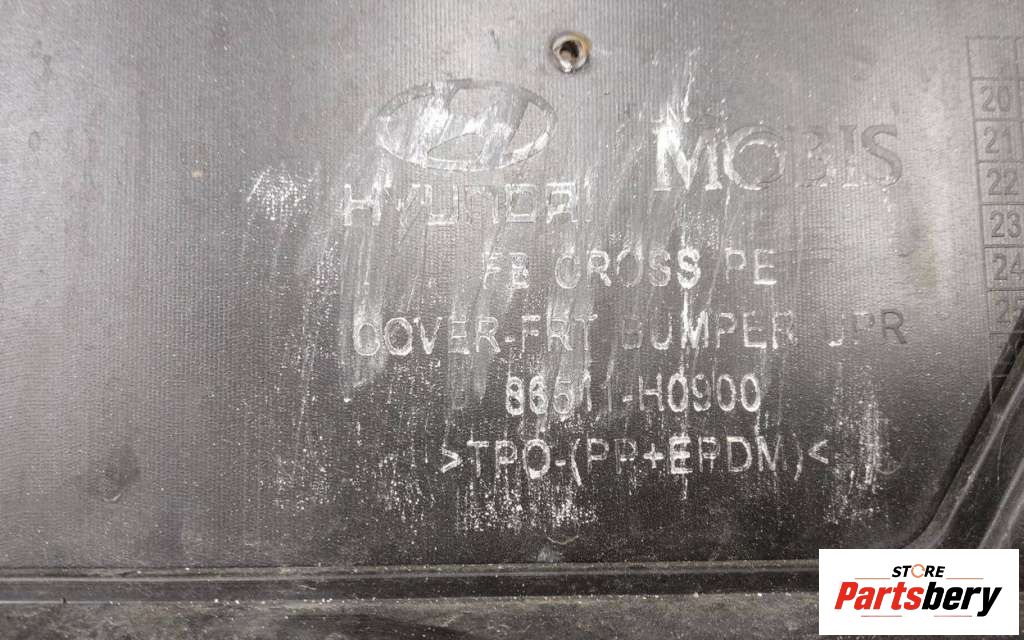 HYUNDAI
MOBIS
FB CROSS PE
COVER-FRT BUMPER UPR
86511-H0900
>TPO-(PP+EPDM)<
20
21
22
23
24
STORE
Partsbery